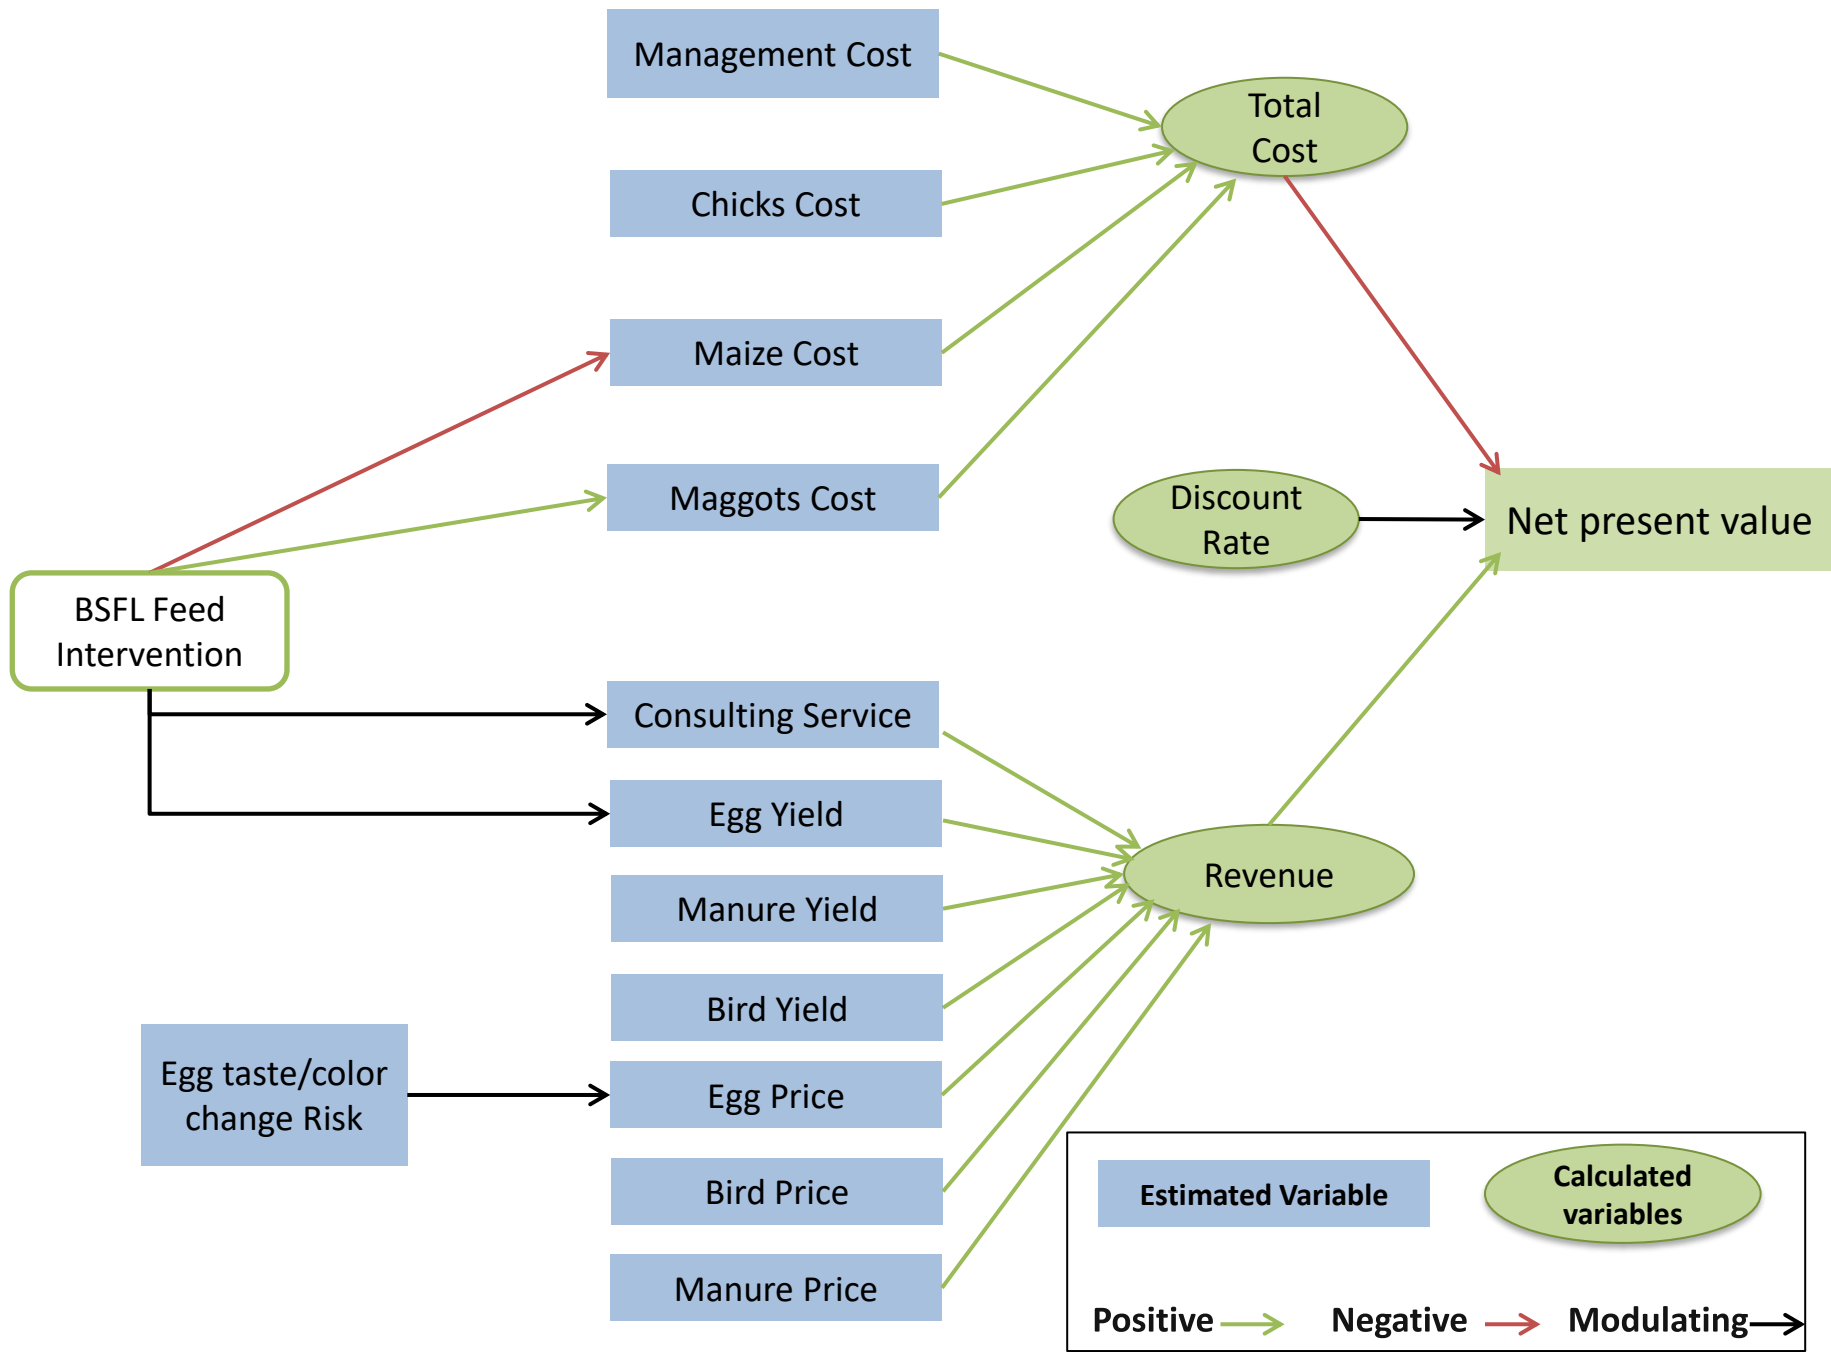 Management Cost
Total
Cost
Chicks Cost
Maize Cost
Maggots Cost
Discount
Rate
Net present value
BSFL Feed
Intervention
Consulting Service
Egg Yield
Revenue
Manure Yield
Bird Yield
Egg taste/color
change Risk
Egg Price
Bird Price
Manure Price
Estimated Variable
Calculated
variables
Positive Negative Modulating